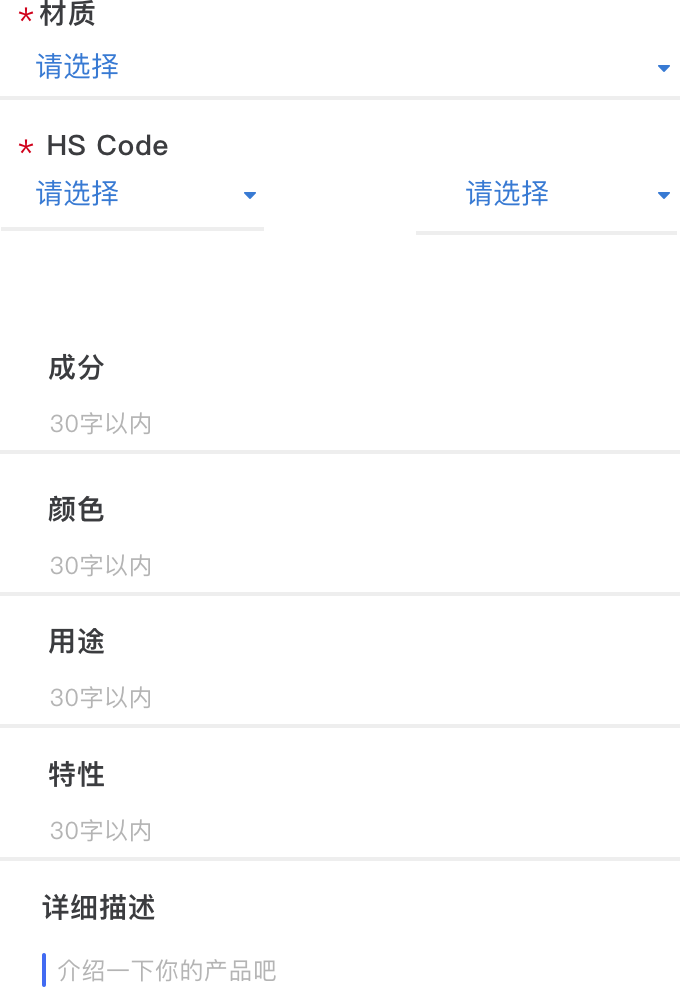 *材质
请选择
* HS Code
请选择 请选择
成分
30字以内
颜色
30字以内
用途
30字以内
特性
30字以内
详细描述
介绍一下你的产品吧